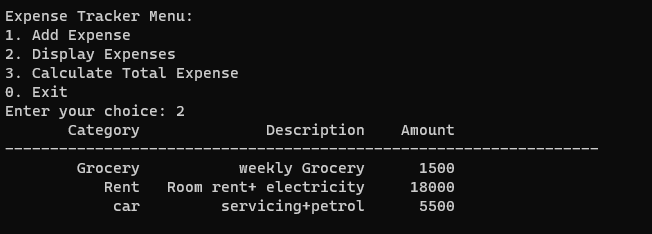 Expense Tracker Menu:
1. Add Expense
2. Display Expenses
3. Calculate Total Expense
0. Exit
Enter your choice: 2
       Category              Description    Amount
------------------------------------------------------------------
        Grocery           weekly Grocery      1500
           Rent   Room rent+ electricity     18000
            car         servicing+petrol      5500